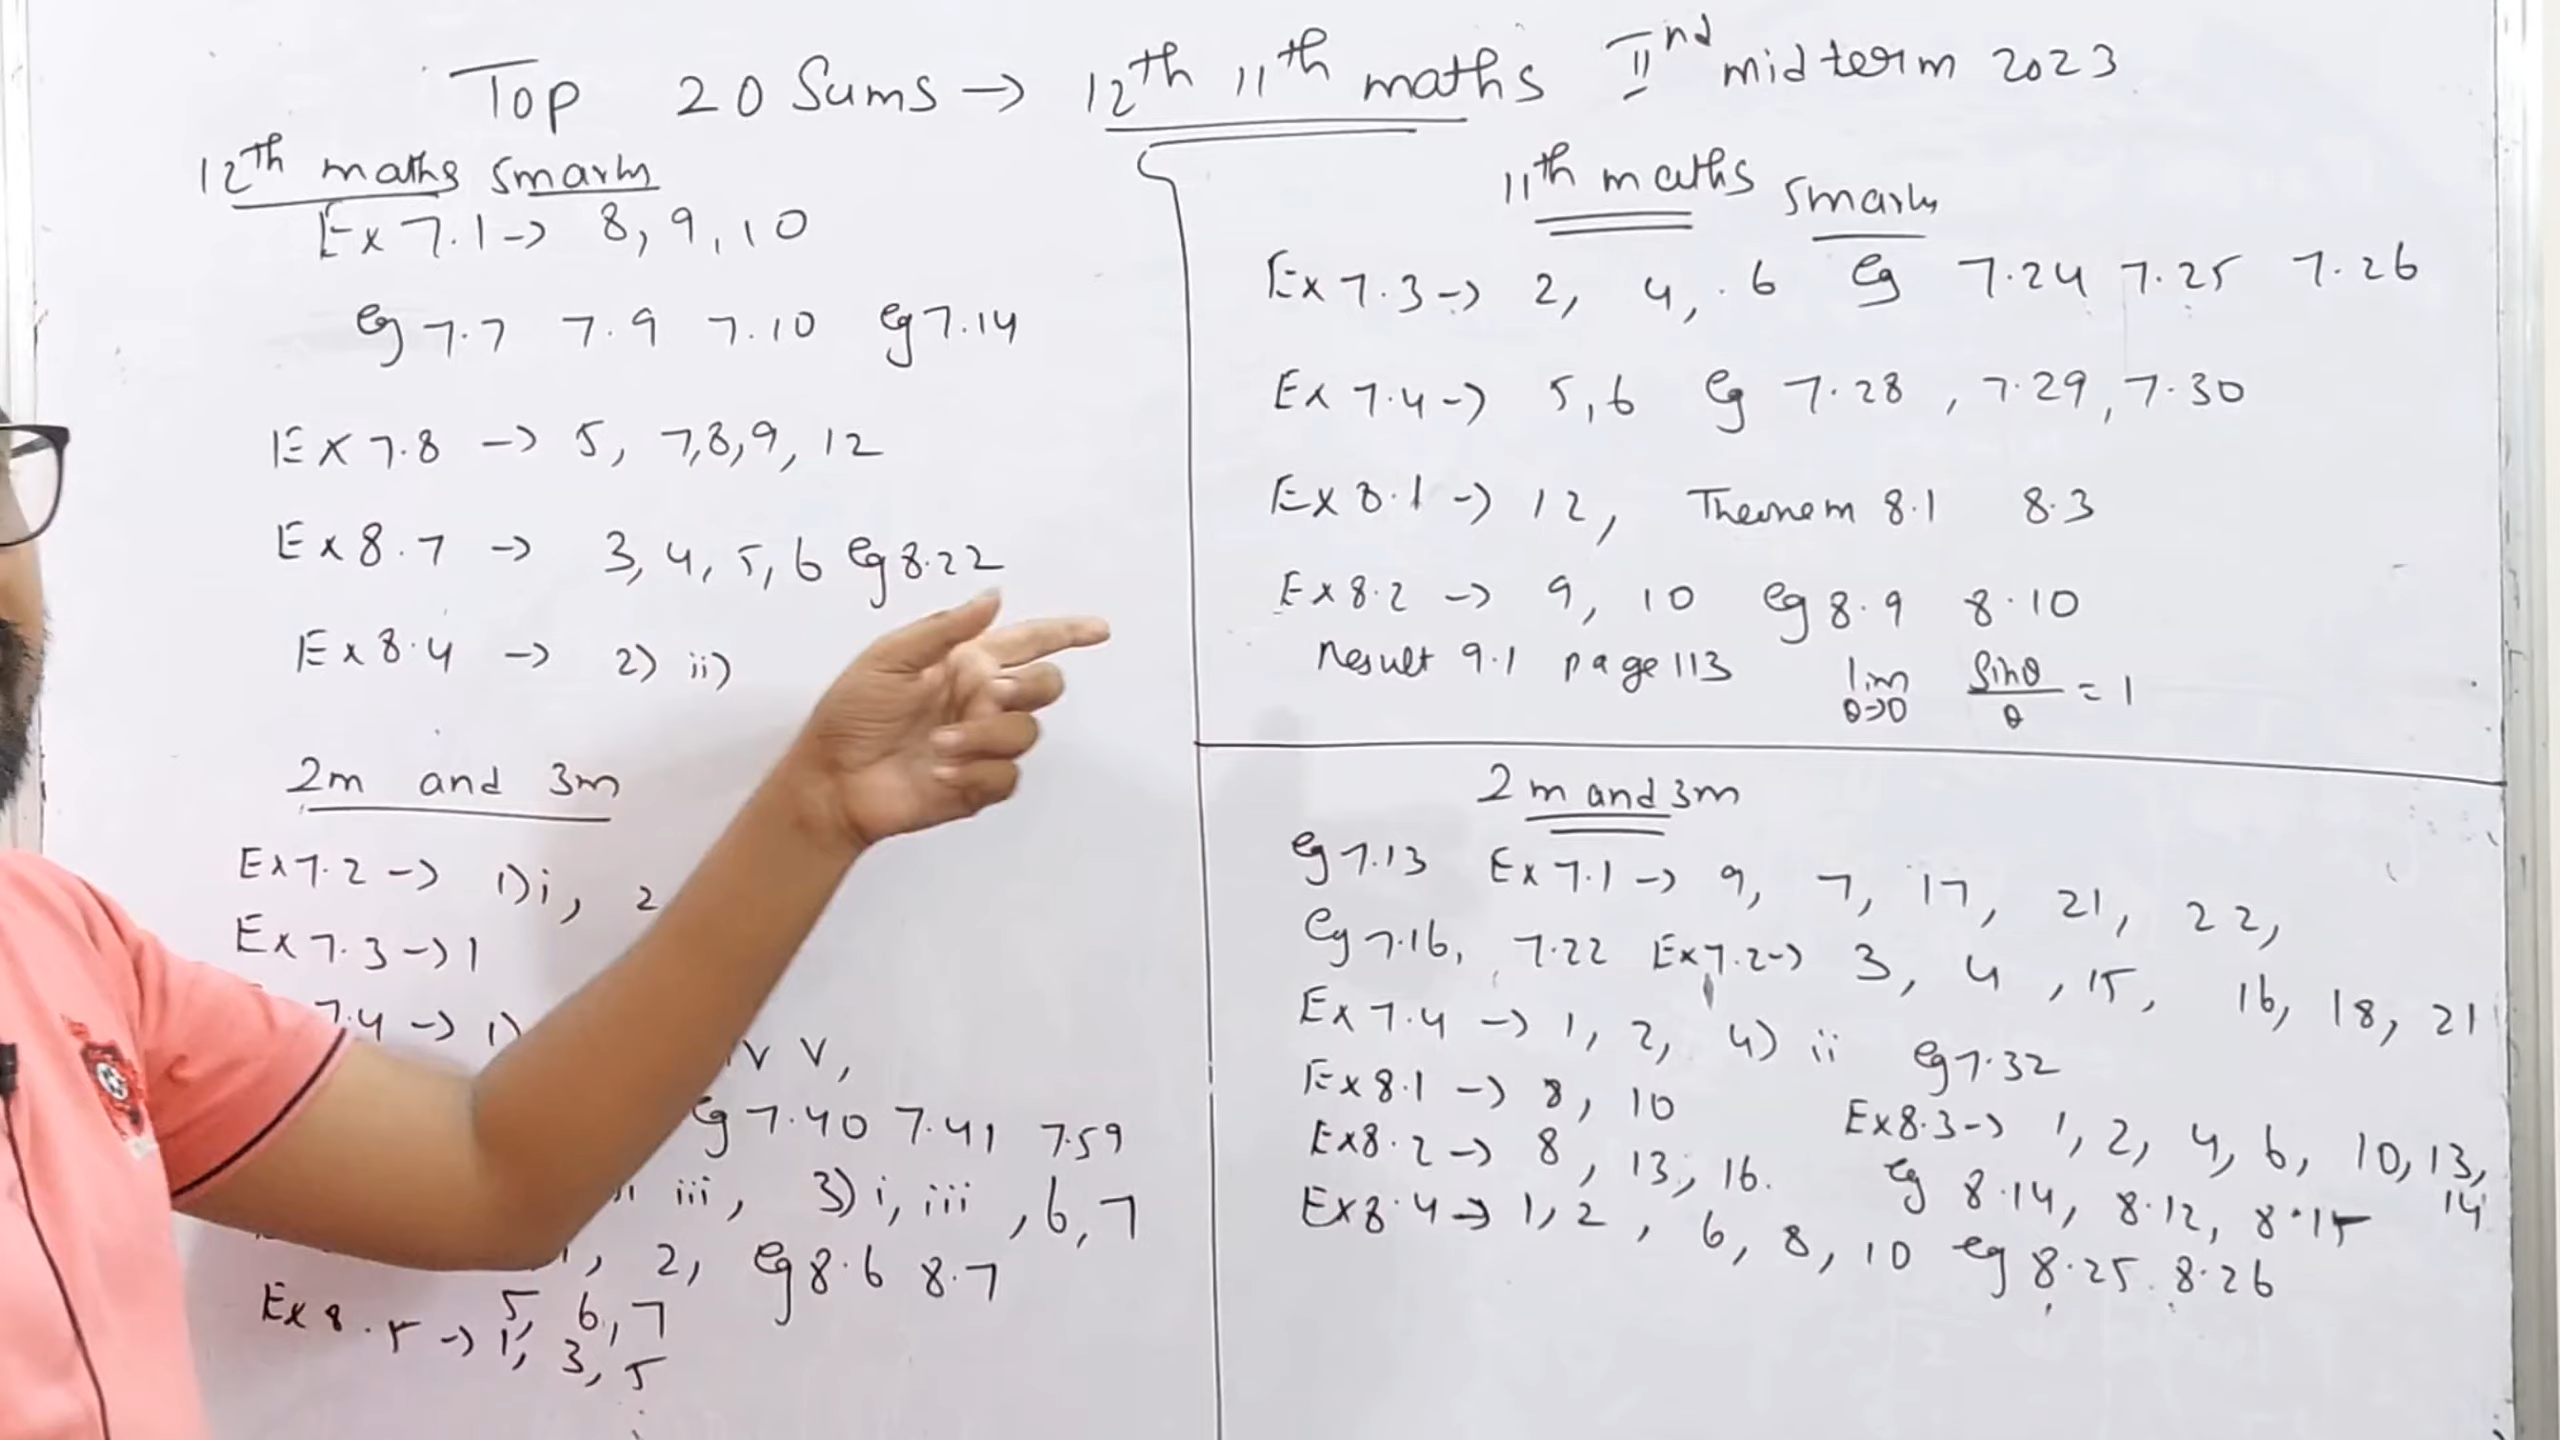 Top 20 Sums → 12th 11th maths IInd midterm 2023
12th maths 5marks
Ex 7.1 → 8, 9, 10
eg 7.7 7.9 7.10 eg 7.14
Ex 7.8 → 5, 7,8,9, 12
Ex 8.7 → 3, 4, 5, 6 eg 8.22
Ex 8.4 → 2) ii)
2m and 3m
Ex 7.2 → 1) i, 2
Ex 7.3 → 1
7.4 → 1)
V V,
eg 7.40 7.41 7.59
iii, 3) i, iii, 6, 7
2, eg 8.6 8.7
5, 6, 7
Ex 8.5 → 1, 3, 5
11th maths 5marks
Ex 7.3 → 2, 4, 6 eg 7.24 7.25 7.26
Ex 7.4 → 5,6 eg 7.28, 7.29, 7.30
Ex 8.1 → 12, Theorem 8.1 8.3
Ex 8.2 → 9, 10 eg 8.9 8.10
Result 9.1 page 113 lim θ→0 sinθ/θ = 1
2m and 3m
eg 7.13 Ex 7.1 → 9, 7, 17, 21, 22,
eg 7.16, 7.22 Ex 7.2 → 3, 4, 15, 16, 18, 21
Ex 7.4 → 1, 2, 4) ii eg 7.32
Ex 8.1 → 8, 10
Ex 8.3 → 1, 2, 4, 6, 10, 13, 14
Ex 8.2 → 8, 13, 16.
eg 8.14, 8.12, 8.15
Ex 8.4 → 1, 2, 6, 8, 10 eg 8.25 8.26